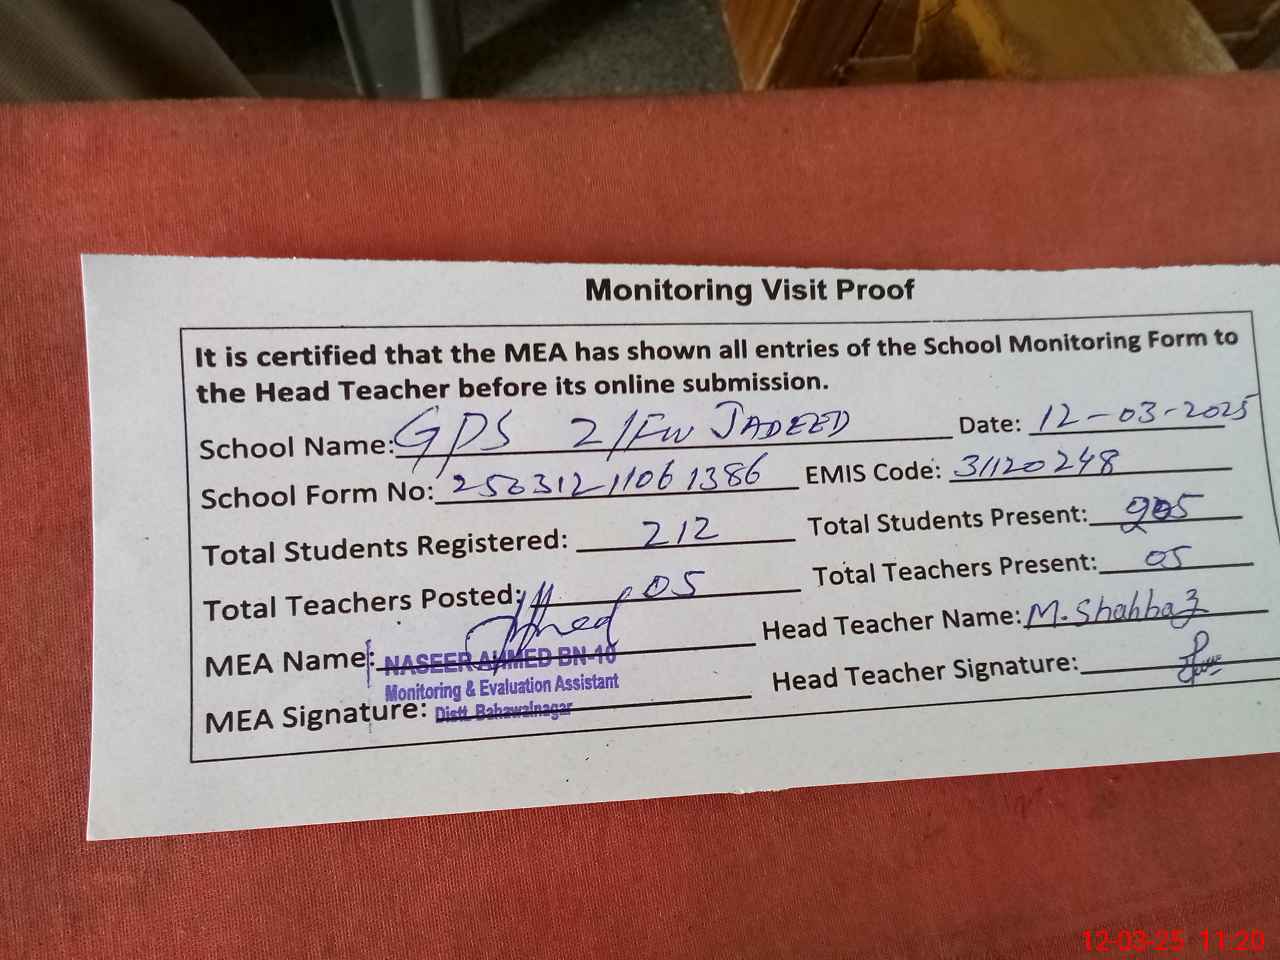 Monitoring Visit Proof
It is certified that the MEA has shown all entries of the School Monitoring Form to
the Head Teacher before its online submission.
School Name: GPS 2/FW JADEED Date: 12-03-2025
School Form No: 25031211061386 EMIS Code: 31120248
Total Students Registered: 212 Total Students Present:
Total Teachers Posted: 05 Total Teachers Present: 05
MEA Name: NASEER AHMED BN-10 Head Teacher Name: M. Shahbaz
Monitoring & Evaluation Assistant Head Teacher Signature:
MEA Signature: Distt. Bahawalnagar
12-03-25 11:20